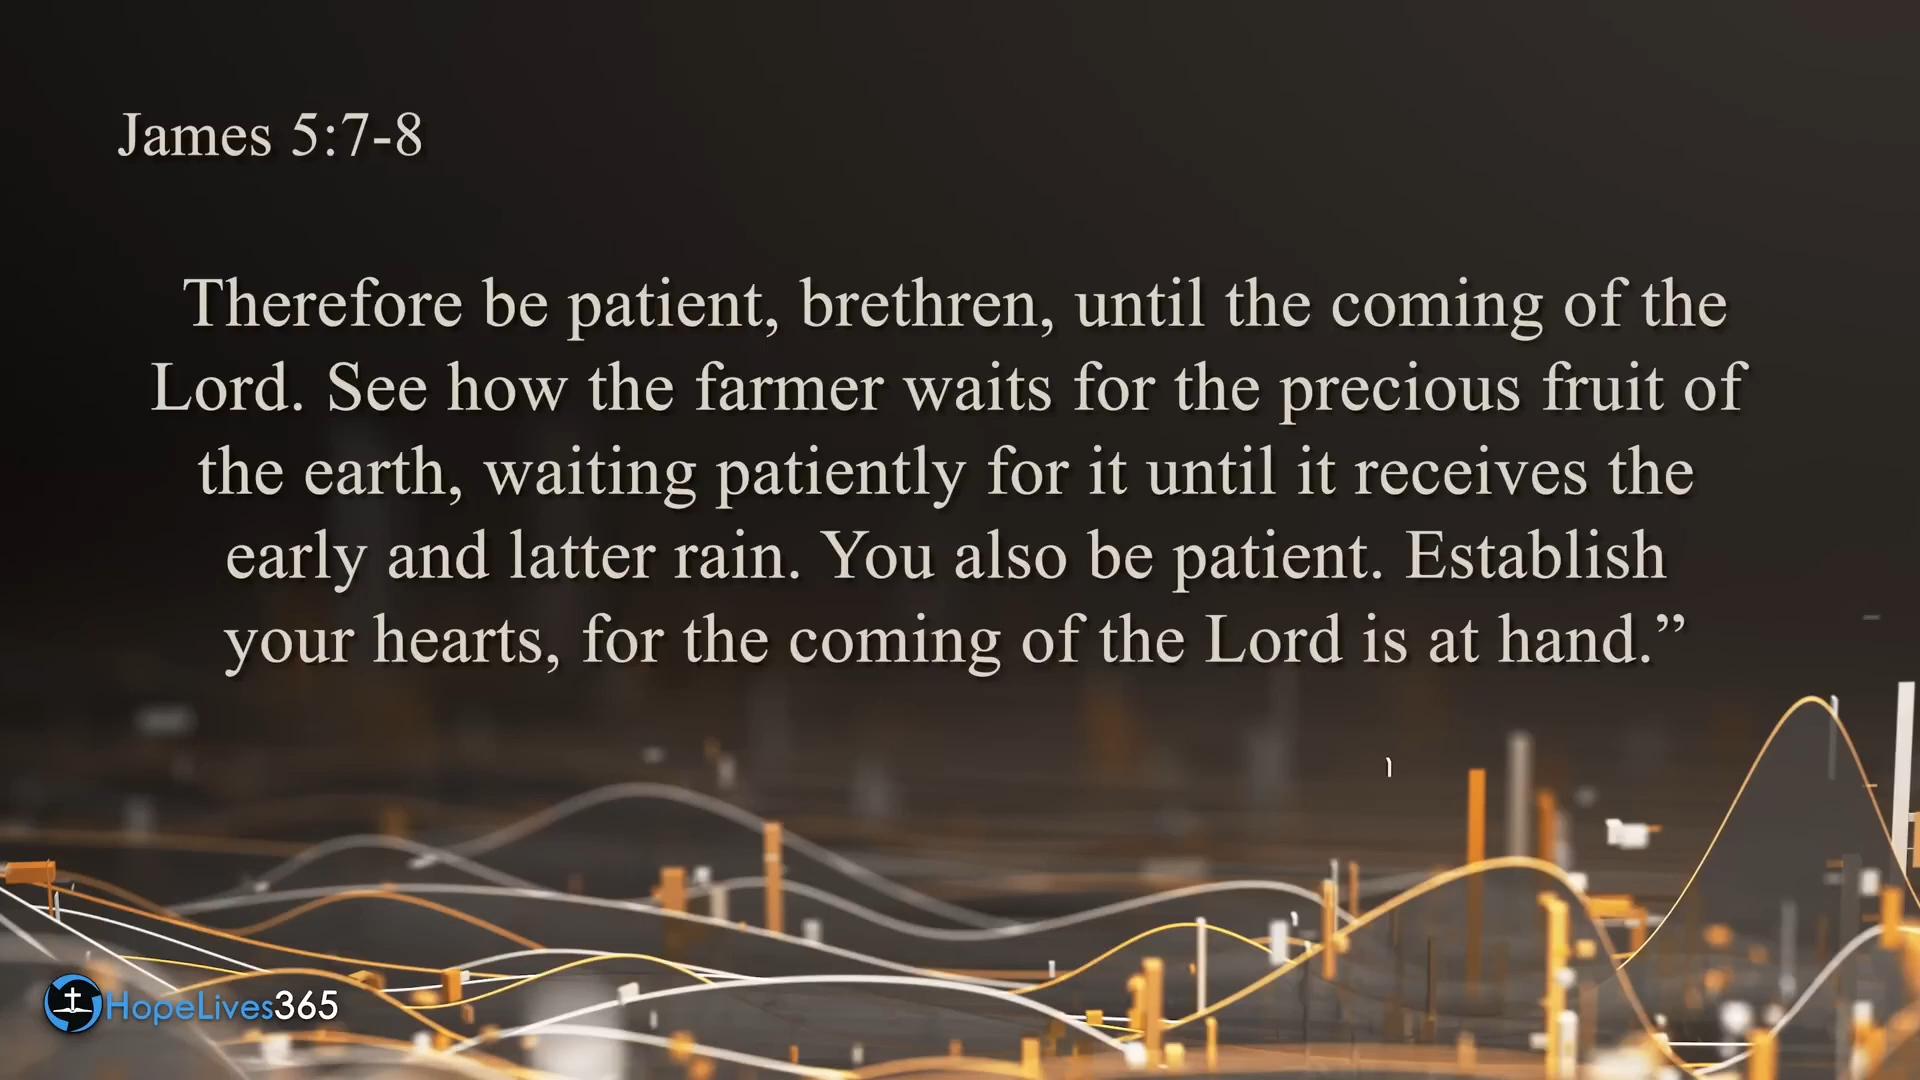 James 5:7-8
Therefore be patient, brethren, until the coming of the
Lord. See how the farmer waits for the precious fruit of
the earth, waiting patiently for it until it receives the
early and latter rain. You also be patient. Establish
your hearts, for the coming of the Lord is at hand.”
HopeLives365